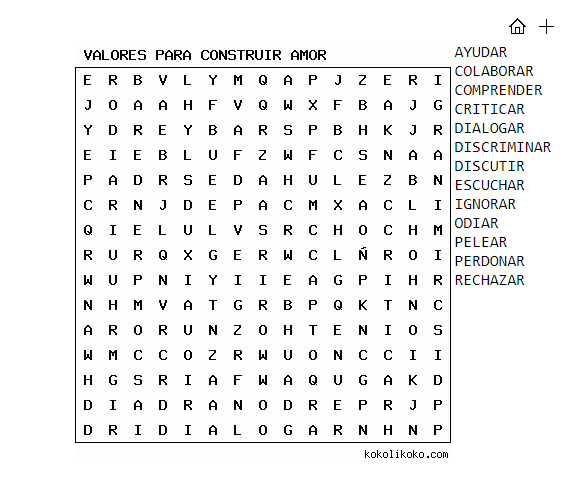 VALORES PARA CONSTRUIR AMOR
E R B V L Y M Q A P J Z E R I
J O A A H F V Q W X F B A J G
Y D R E Y B A R S P B H K J R
E I E B L U F Z W F C S N A A
P A D R S E D A H U L E Z B N
C R N J D E P A C M X A C L I
Q I E L U L V S R C H O C H M
R U R Q X G E R W C L Ñ R O I
W U P N I Y I I E A G P I H R
N H M V A T G R B P Q K T N C
A R O R U N Z O H T E N I O S
W M C C O Z R W U O N C C I I
H G S R I A F W A Q U G A K D
D I A D R A N O D R E P R J P
D R I D I A L O G A R N H N P
kokolikoko.com
AYUDAR
COLABORAR
COMPRENDER
CRITICAR
DIALOGAR
DISCRIMINAR
DISCUTIR
ESCUCHAR
IGNORAR
ODIAR
PELEAR
PERDONAR
RECHAZAR